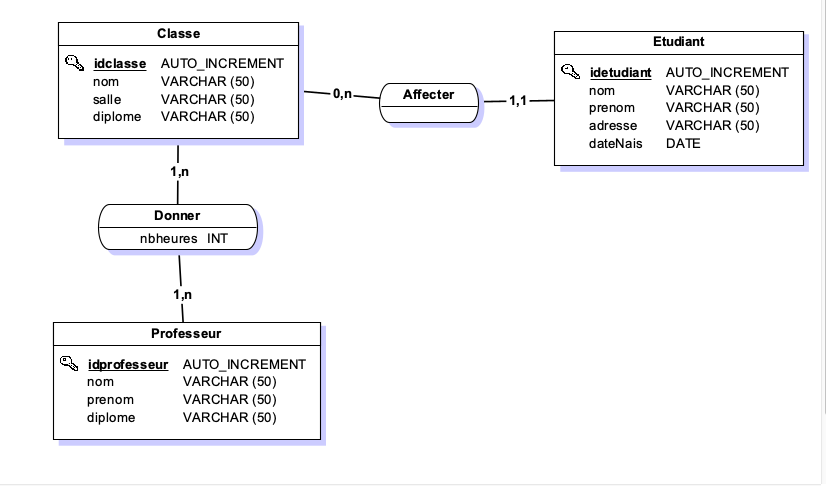 Classe
idclasse AUTO_INCREMENT
nom VARCHAR (50)
salle VARCHAR (50)
diplome VARCHAR (50)
0,n
Affecter
1,1
Etudiant
idetudiant AUTO_INCREMENT
nom VARCHAR (50)
prenom VARCHAR (50)
adresse VARCHAR (50)
dateNais DATE
1,n
Donner
nbheures INT
1,n
Professeur
idprofesseur AUTO_INCREMENT
nom VARCHAR (50)
prenom VARCHAR (50)
diplome VARCHAR (50)